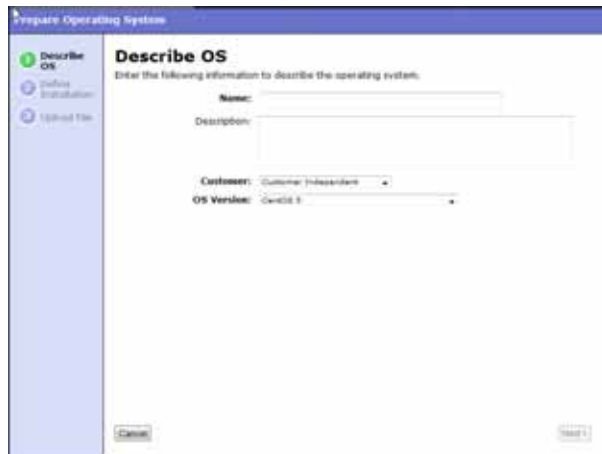 Prepare Operating System
Describe
OS
Define
Installation
Upload File
Describe OS
Enter the following information to describe the operating system.
Name:
Description:
Customer: Customer Independent
OS Version: CentOS 5
Cancel
Next